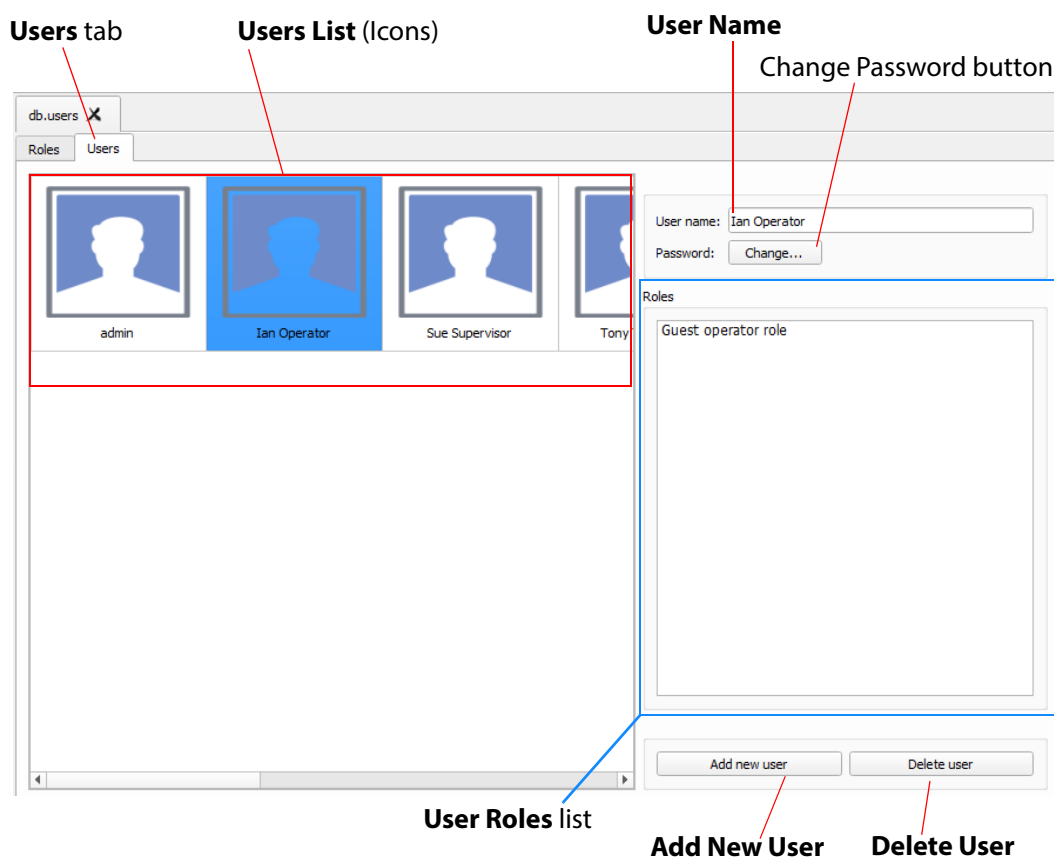 Users tab
Users List (Icons)
User Name
Change Password button
db.users
Roles
Users
admin
Ian Operator
Sue Supervisor
Tony
User name:
Ian Operator
Password:
Change...
Roles
Guest operator role
Add new user
Delete user
User Roles list
Add New User
Delete User